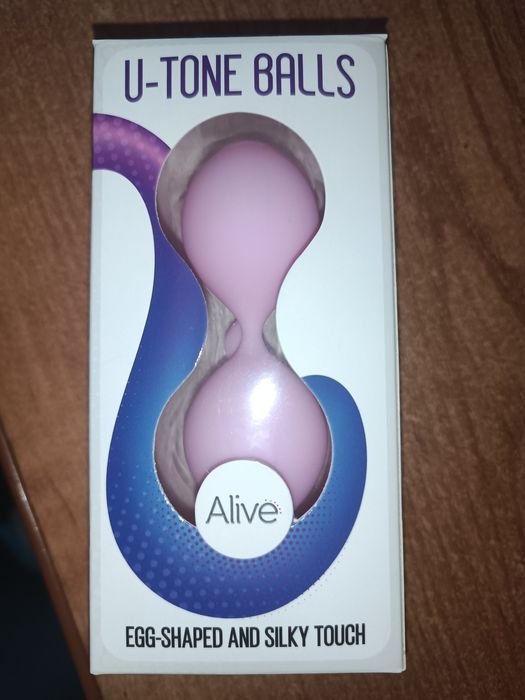 U-TONE BALLS
Alive
EGG-SHAPED AND SILKY TOUCH